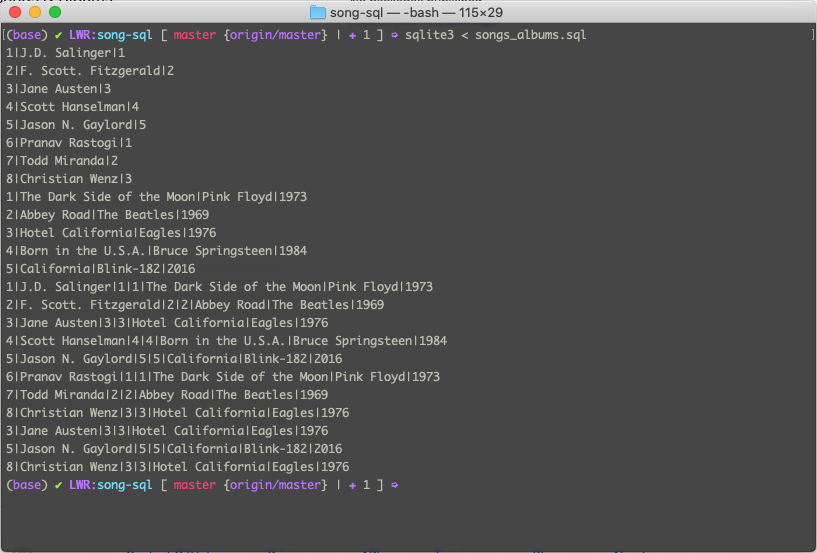 song-sql — -bash — 115×29
(base) ✔ LWR:song-sql [ master {origin/master} | + 1 ] ➩ sqlite3 < songs_albums.sql
1|J.D. Salinger|1
2|F. Scott. Fitzgerald|2
3|Jane Austen|3
4|Scott Hanselman|4
5|Jason N. Gaylord|5
6|Pranav Rastogi|1
7|Todd Miranda|2
8|Christian Wenz|3
1|The Dark Side of the Moon|Pink Floyd|1973
2|Abbey Road|The Beatles|1969
3|Hotel California|Eagles|1976
4|Born in the U.S.A.|Bruce Springsteen|1984
5|California|Blink-182|2016
1|J.D. Salinger|1|1|The Dark Side of the Moon|Pink Floyd|1973
2|F. Scott. Fitzgerald|2|2|Abbey Road|The Beatles|1969
3|Jane Austen|3|3|Hotel California|Eagles|1976
4|Scott Hanselman|4|4|Born in the U.S.A.|Bruce Springsteen|1984
5|Jason N. Gaylord|5|5|California|Blink-182|2016
6|Pranav Rastogi|1|1|The Dark Side of the Moon|Pink Floyd|1973
7|Todd Miranda|2|2|Abbey Road|The Beatles|1969
8|Christian Wenz|3|3|Hotel California|Eagles|1976
3|Jane Austen|3|3|Hotel California|Eagles|1976
5|Jason N. Gaylord|5|5|California|Blink-182|2016
8|Christian Wenz|3|3|Hotel California|Eagles|1976
(base) ✔ LWR:song-sql [ master {origin/master} | + 1 ] ➩